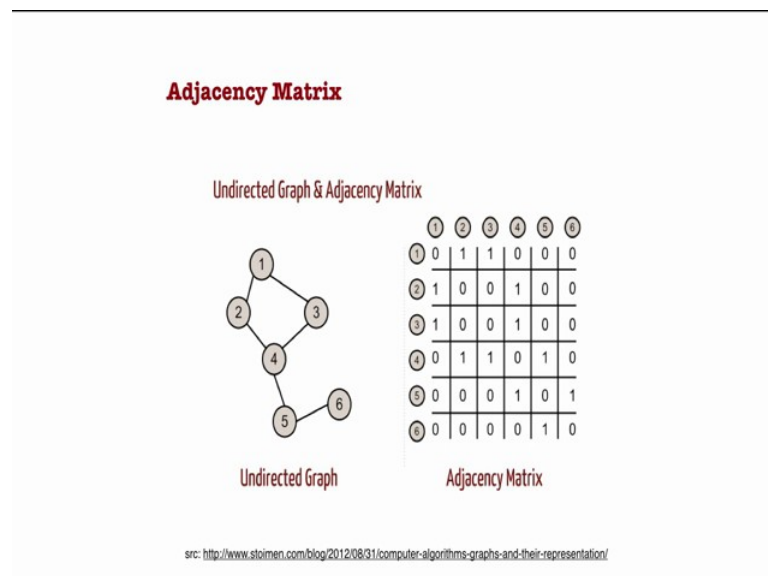 Adjacency Matrix
Undirected Graph & Adjacency Matrix
1
2 3
4
5 6
1 2 3 4 5 6
1 0 1 1 0 0 0
2 1 0 0 1 0 0
3 1 0 0 1 0 0
4 0 1 1 0 1 0
5 0 0 0 1 0 1
6 0 0 0 0 1 0
Undirected Graph
Adjacency Matrix
src: http://www.stoimen.com/blog/2012/08/31/computer-algorithms-graphs-and-their-representation/